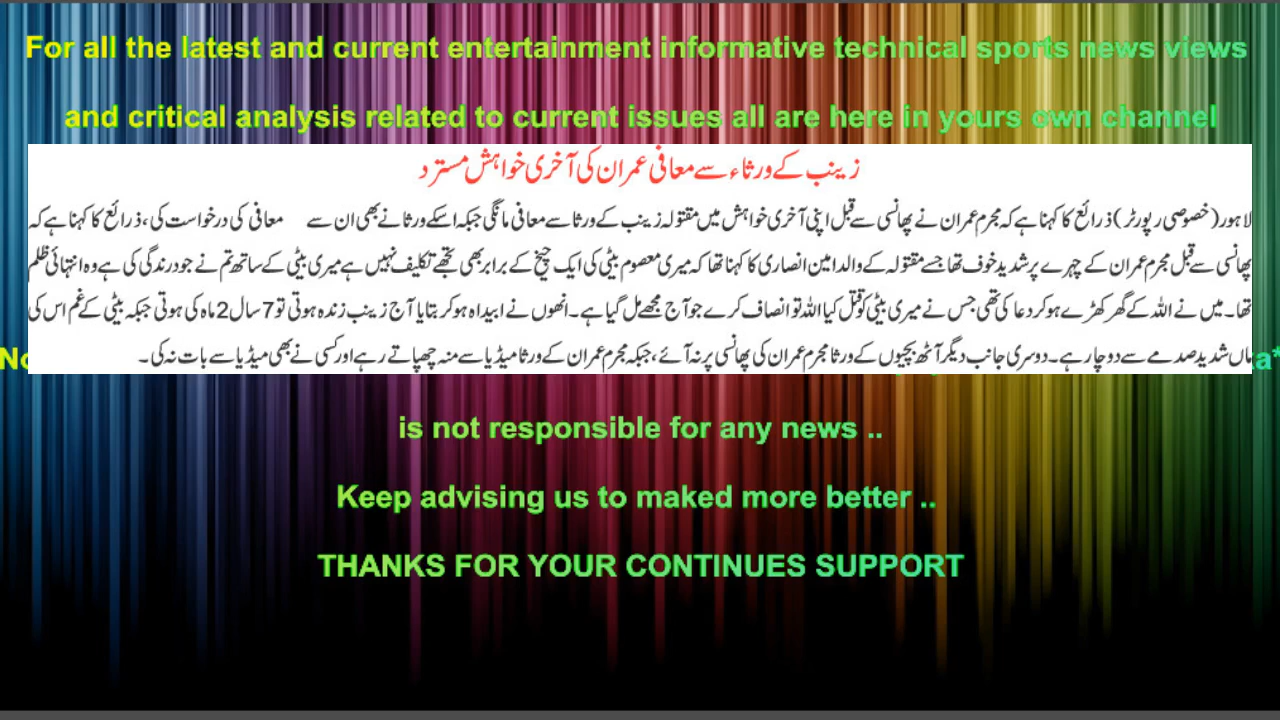 For all the latest and current entertainment informative technical sports news views
and critical analysis related to current issues all are here in yours own channel
زینب کے ورثاء سے معافی عمران کی آخری خواہش مسترد
لاہور(خصوصی رپورٹر)ذرائع کا کہنا ہے کہ مجرم عمران نے پھانسی سے قبل اپنی آخری خواہش میں مقتولہ زینب کے ورثا سے معافی مانگی جبکہ اسکے ورثا نے بھی ان سے معافی کی درخواست کی، ذرائع کا کہنا ہے کہ
پھانسی سے قبل مجرم عمران کے چہرے پر شدید خوف تھا جسے مقتولہ کے والد امین انصاری کا کہنا تھا کہ میری معصوم بیٹی کی ایک چیخ کے برابر بھی تجھے تکلیف نہیں ہے میری بیٹی کے ساتھ تم نے جو درندگی کی ہے وہ انتہائی ظلم
تھا۔ میں نے اللہ کے گھر کھڑے ہو کر دعا کی تھی جس نے میری بیٹی کو قتل کیا اللہ تو انصاف کرے جو آج مجھے مل گیا ہے۔ انھوں نے ابیداہ ہو کر بتایا آج زینب زندہ ہوتی تو 7 سال 2 ماہ کی ہوتی جبکہ بیٹی کے غم اس کی
ماں شدید صدمے سے دوچار ہے۔ دوسری جانب دیگر آٹھ بچیوں کے ورثا مجرم عمران کی پھانسی پر نہ آئے، جبکہ مجرم عمران کے ورثا میڈیا سے منہ چھپاتے رہے اور کسی نے بھی میڈیا سے بات نہ کی۔
is not responsible for any news ..
Keep advising us to maked more better ..
THANKS FOR YOUR CONTINUES SUPPORT